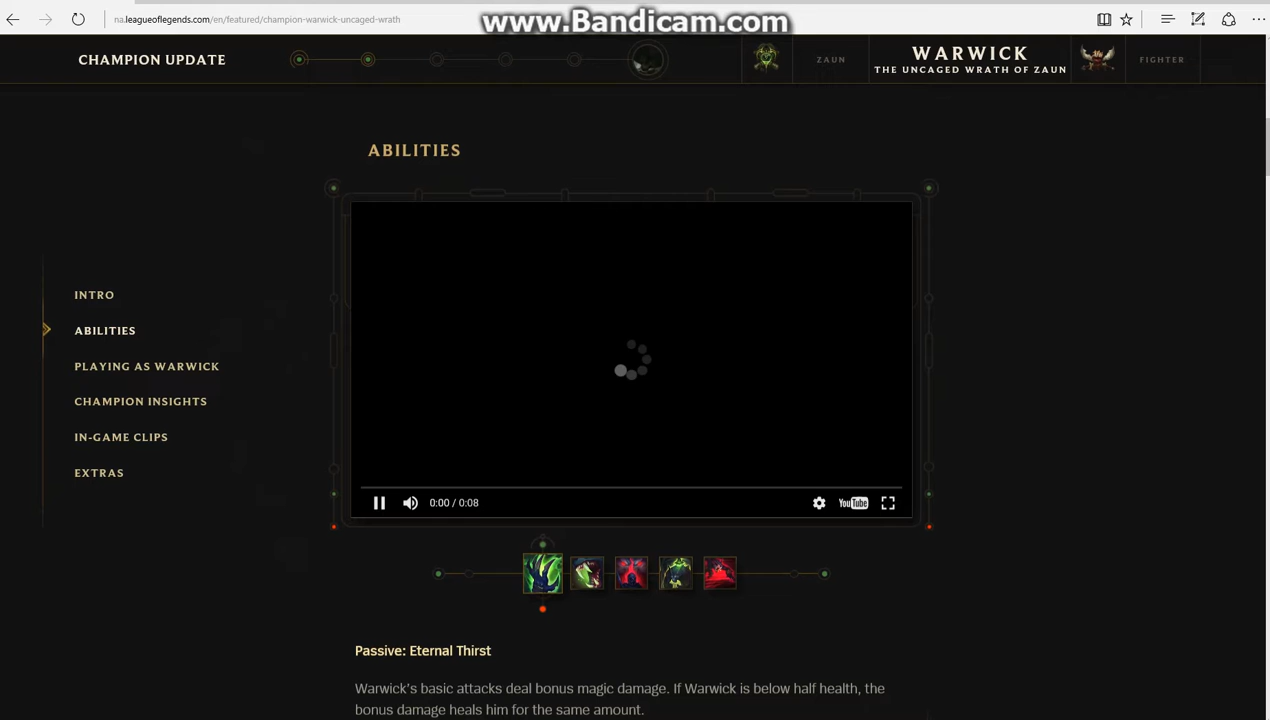 na.leagueoflegends.com/en/featured/champion-warwick-uncaged-wrath
www.Bandicam.com
CHAMPION UPDATE
ZAUN
WARWICK
THE UNCAGED WRATH OF ZAUN
FIGHTER
ABILITIES
INTRO
ABILITIES
PLAYING AS WARWICK
CHAMPION INSIGHTS
IN-GAME CLIPS
EXTRAS
0:00 / 0:08
YouTube
Passive: Eternal Thirst
Warwick's basic attacks deal bonus magic damage. If Warwick is below half health, the
bonus damage heals him for the same amount.